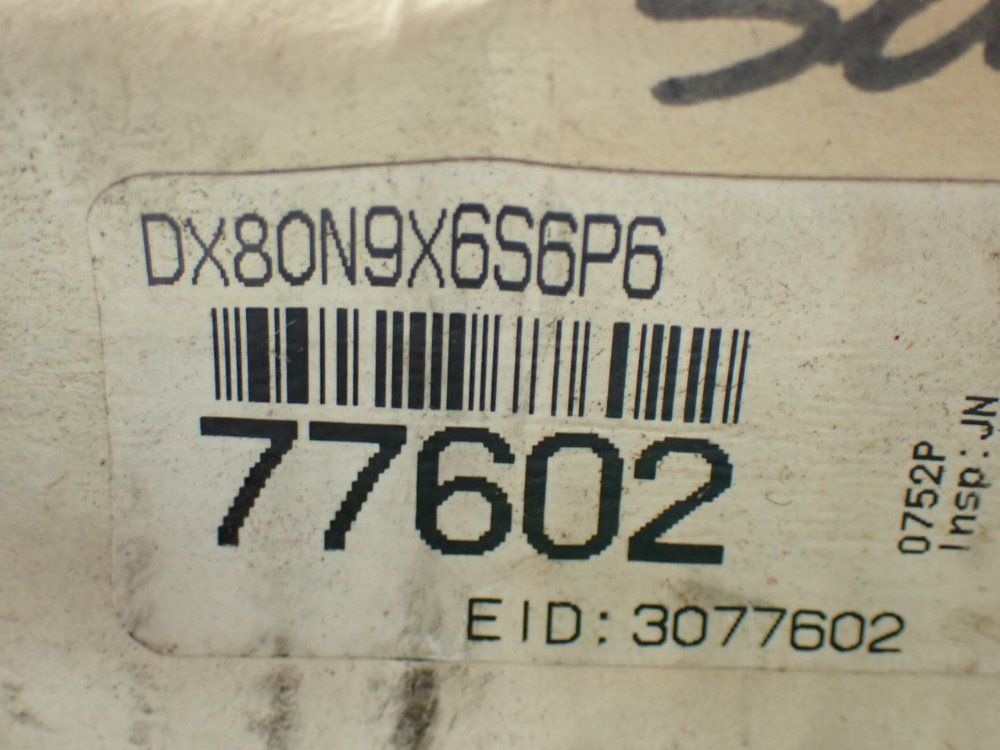 DX80N9X6S6P6
77602
EID: 3077602
0752P
Insp: JN